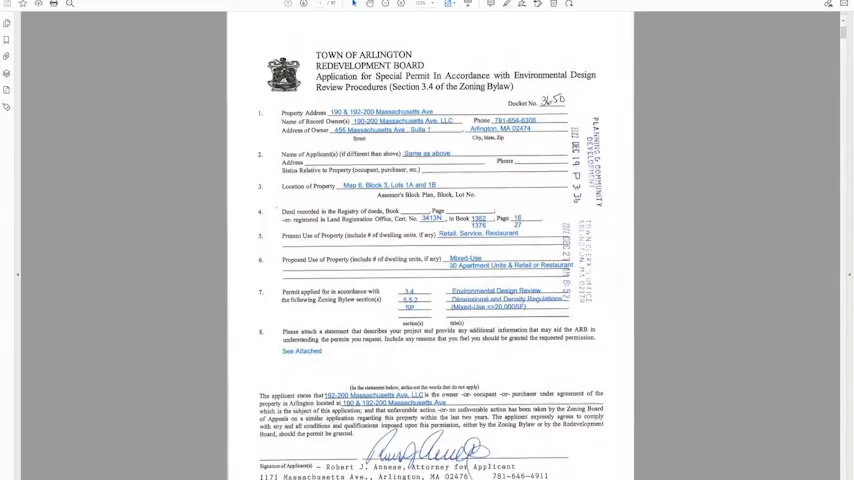 TOWN OF ARLINGTON
REDEVELOPMENT BOARD
Application for Special Permit In Accordance with Environmental Design
Review Procedures (Section 3.4 of the Zoning Bylaw)
Docket No. 3650
1. Property Address 190 & 192-200 Massachusetts Ave
Name of Record Owner(s) 190-200 Massachusetts Ave, LLC Phone 781-654-6306
Address of Owner 455 Massachusetts Ave, Suite 1, Arlington, MA 02474
Street City, State, Zip
2. Name of Applicant(s) (if different than above) Same as above
Address Phone
Status Relative to Property (occupant, purchaser, etc.)
3. Location of Property Map 6, Block 3, Lots 1A and 1B
Assessor's Block Plan, Block, Lot No.
4. Deed recorded in the Registry of deeds, Book , Page ;
-or- registered in Land Registration Office, Cert. No. 3413N, in Book 1362, Page 16
1376 27
5. Present Use of Property (include # of dwelling units, if any) Retail, Service, Restaurant
6. Proposed Use of Property (include # of dwelling units, if any) Mixed-Use
30 Apartment Units & Retail or Restaurant
7. Permit applied for in accordance with 3.4 Environmental Design Review
the following Zoning Bylaw section(s) 5.5.2 Dimensional and Density Regulations
SP (Mixed-Use <=20,000SF)
section(s) title(s)
8. Please attach a statement that describes your project and provide any additional information that may aid the ARB in
understanding the permits you request. Include any reasons that you feel you should be granted the requested permission.
See Attached
(In the statement below, strike out the words that do not apply)
The applicant states that 192-200 Massachusetts Ave, LLC is the owner -or- occupant -or- purchaser under agreement of the
property in Arlington located at 190 & 192-200 Massachusetts Ave
which is the subject of this application; and that unfavorable action -or- no unfavorable action has been taken by the Zoning Board
of Appeals on a similar application regarding this property within the last two years. The applicant expressly agrees to comply
with any and all conditions and qualifications imposed upon this permission, either by the Zoning Bylaw or by the Redevelopment
Board, should the permit be granted.
Signature of Applicant(s) - Robert J. Annese, Attorney for Applicant
1171 Massachusetts Ave., Arlington, MA 02476 781-646-4911
PLANNING & COMMUNITY
DEVELOPMENT
2022 DEC 19 P 3:36
TOWN CLERK'S OFFICE
ARLINGTON, MA 02174